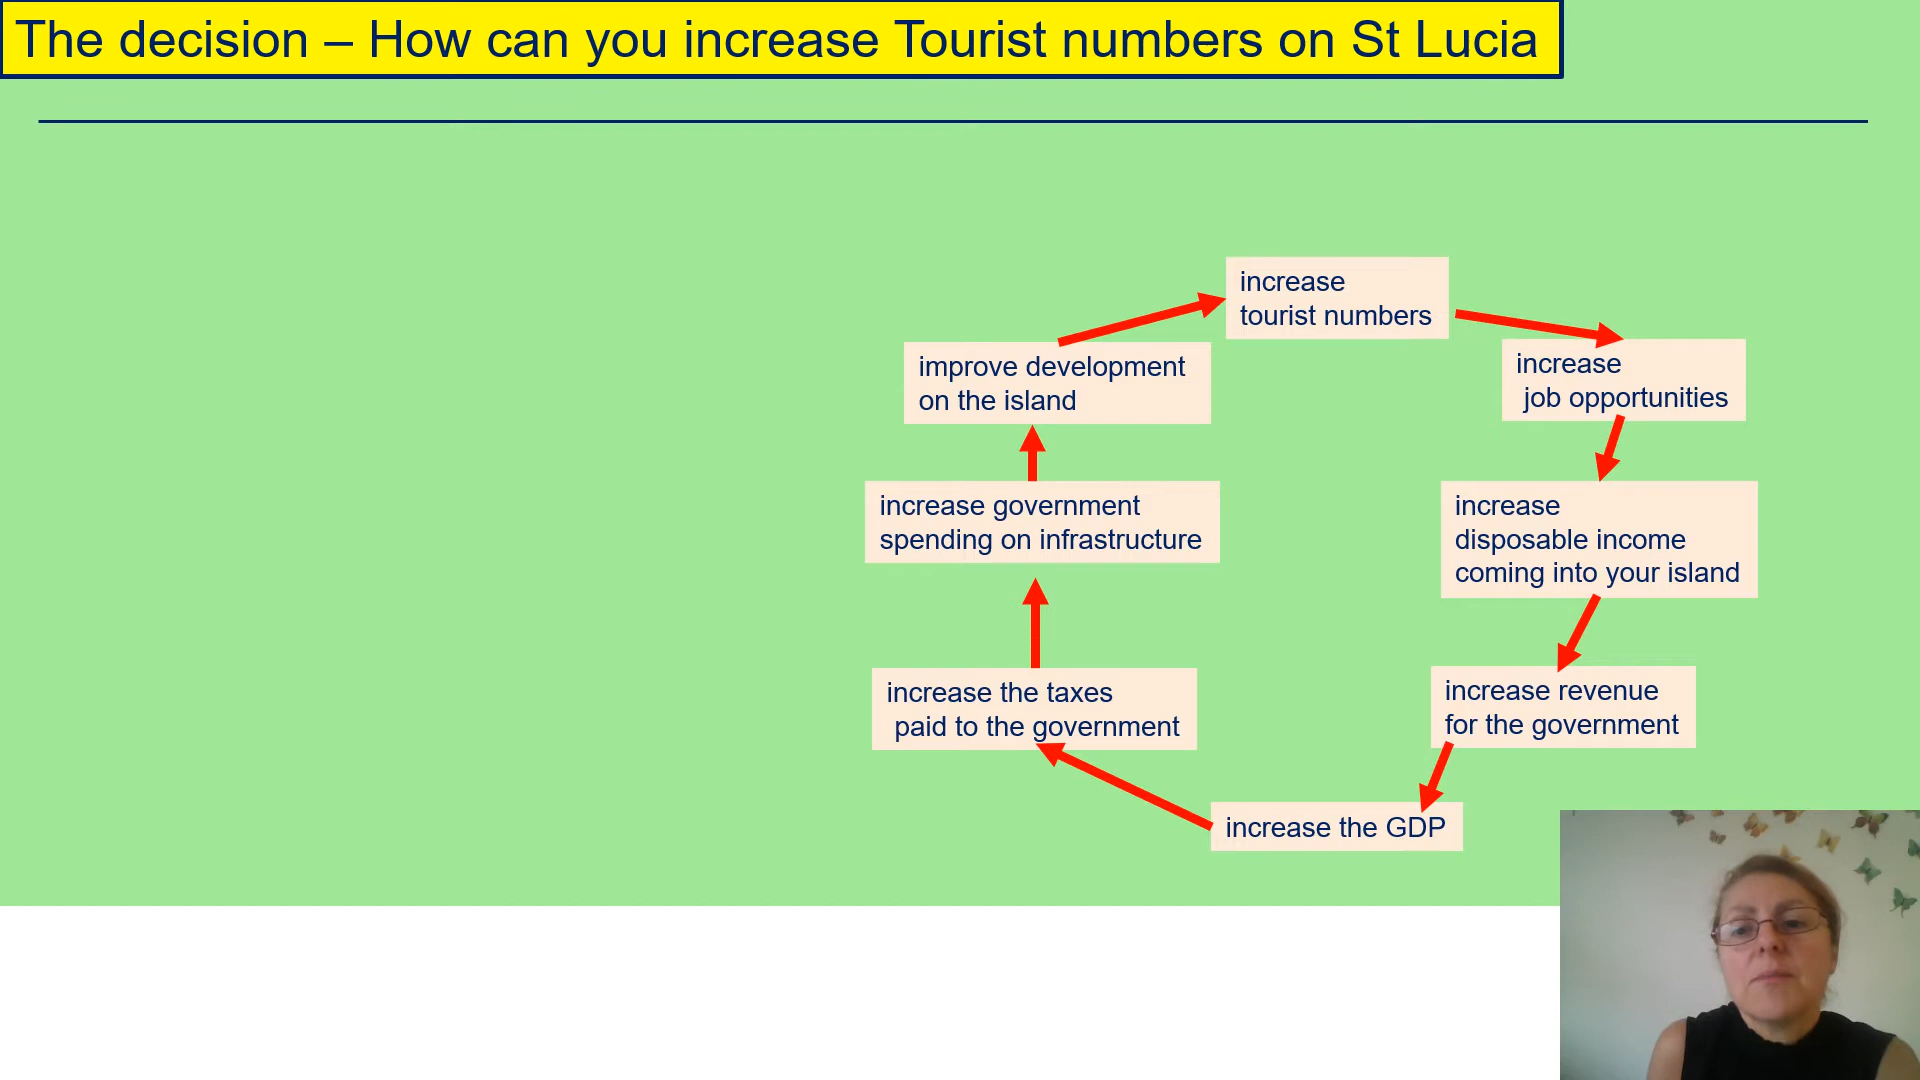 The decision – How can you increase Tourist numbers on St Lucia
increase
tourist numbers
increase
job opportunities
increase
disposable income
coming into your island
increase revenue
for the government
increase the GDP
increase the taxes
paid to the government
increase government
spending on infrastructure
improve development
on the island